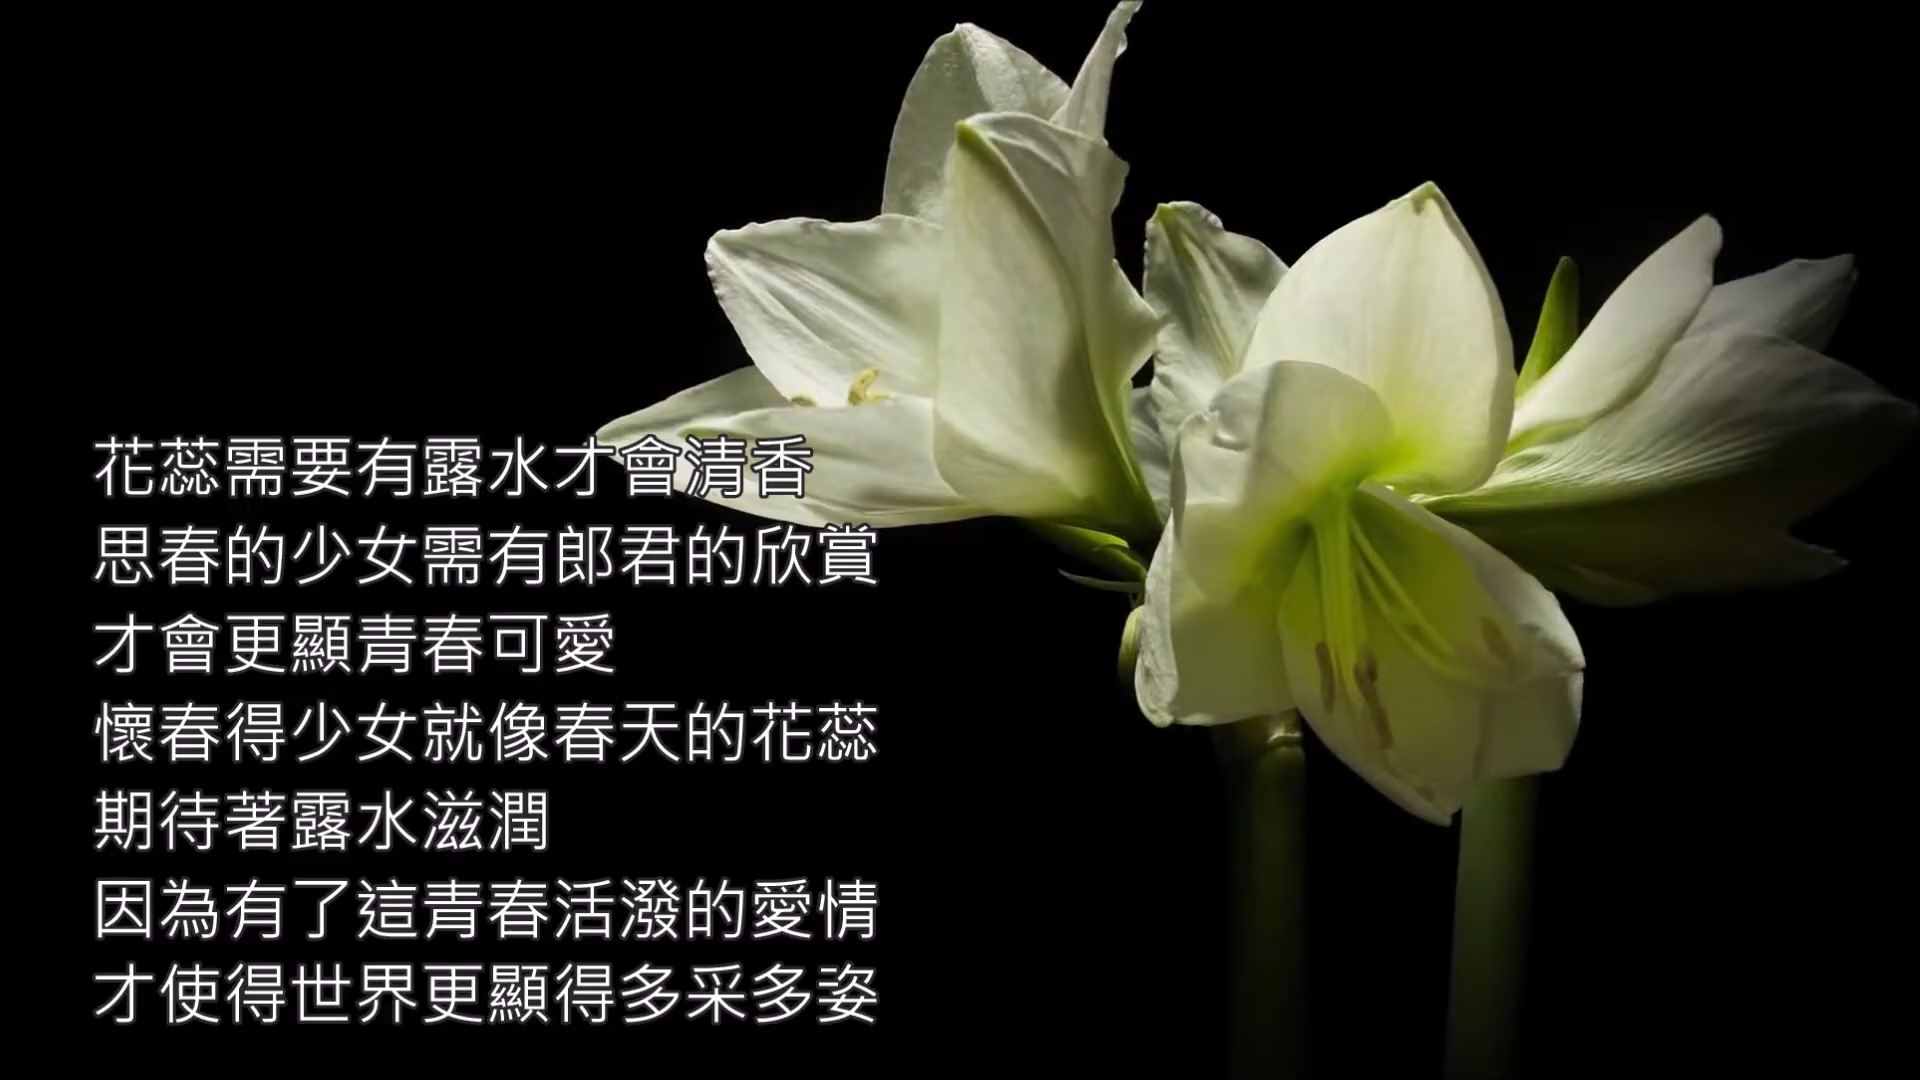 花蕊需要有露水才會清香
思春的少女需有郎君的欣賞
才會更顯青春可愛
懷春得少女就像春天的花蕊
期待著露水滋潤
因為有了這青春活潑的愛情
才使得世界更顯得多采多姿